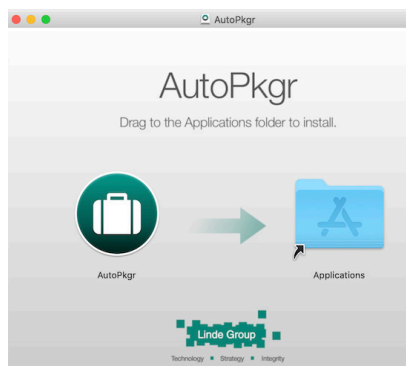 AutoPkgr
AutoPkgr
Drag to the Applications folder to install.
AutoPkgr
Applications
Linde Group
Technology ▪ Strategy ▪ Integrity